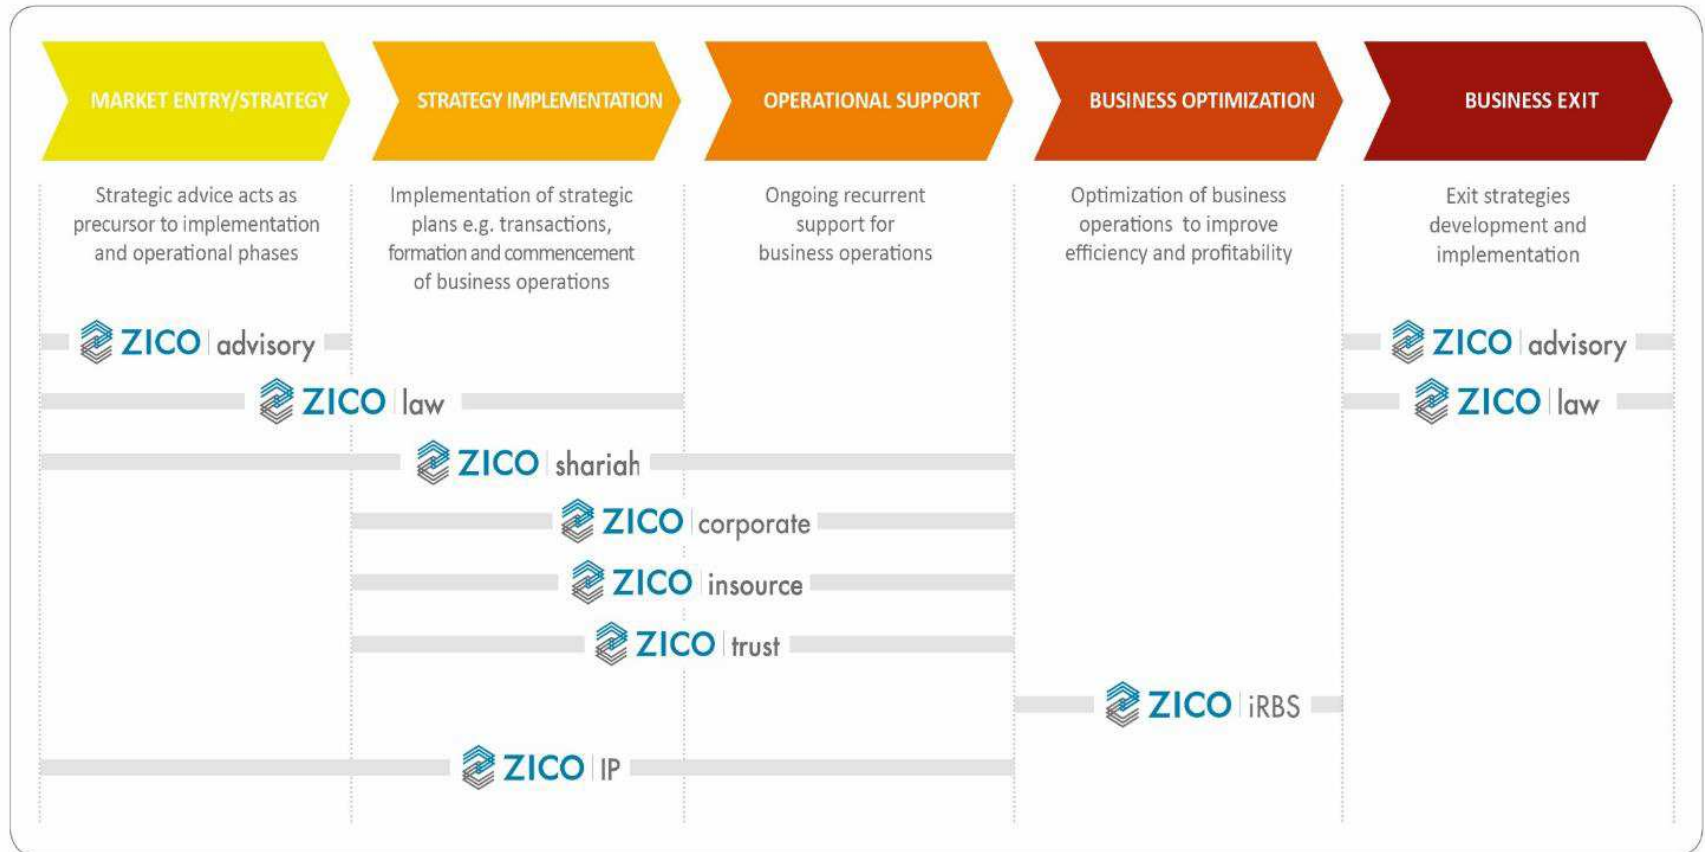 MARKET ENTRY/STRATEGY
STRATEGY IMPLEMENTATION
OPERATIONAL SUPPORT
BUSINESS OPTIMIZATION
BUSINESS EXIT
Strategic advice acts as
precursor to implementation
and operational phases
Implementation of strategic
plans e.g. transactions,
formation and commencement
of business operations
Ongoing recurrent
support for
business operations
Optimization of business
operations to improve
efficiency and profitability
Exit strategies
development and
implementation
ZICO advisory
ZICO advisory
ZICO law
ZICO law
ZICO shariah
ZICO corporate
ZICO insource
ZICO trust
ZICO iRBS
ZICO IP